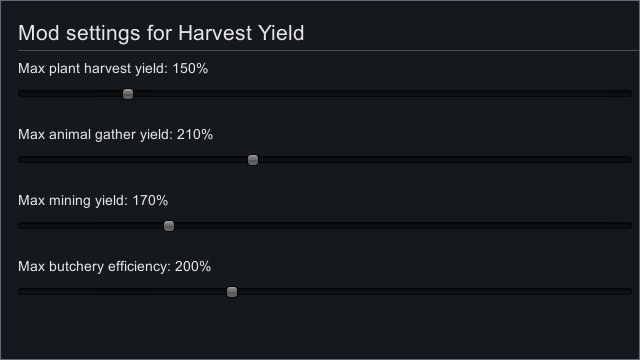 Mod settings for Harvest Yield
Max plant harvest yield: 150%
Max animal gather yield: 210%
Max mining yield: 170%
Max butchery efficiency: 200%